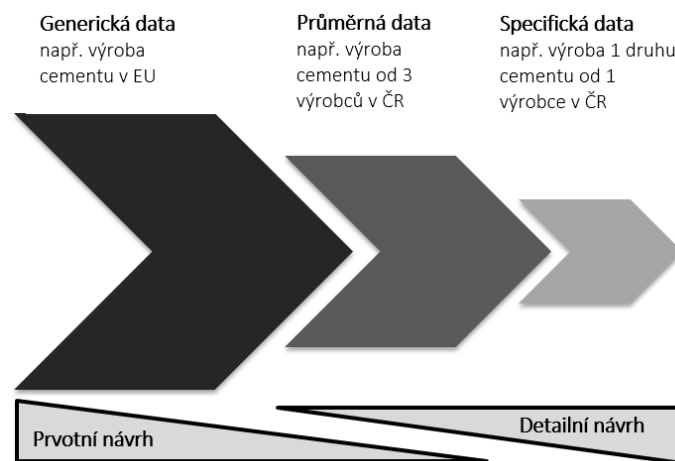 Generická data
např. výroba
cementu v EU
Průměrná data
např. výroba
cementu od 3
výrobců v ČR
Specifická data
např. výroba 1 druhu
cementu od 1
výrobce v ČR
Prvotní návrh
Detailní návrh